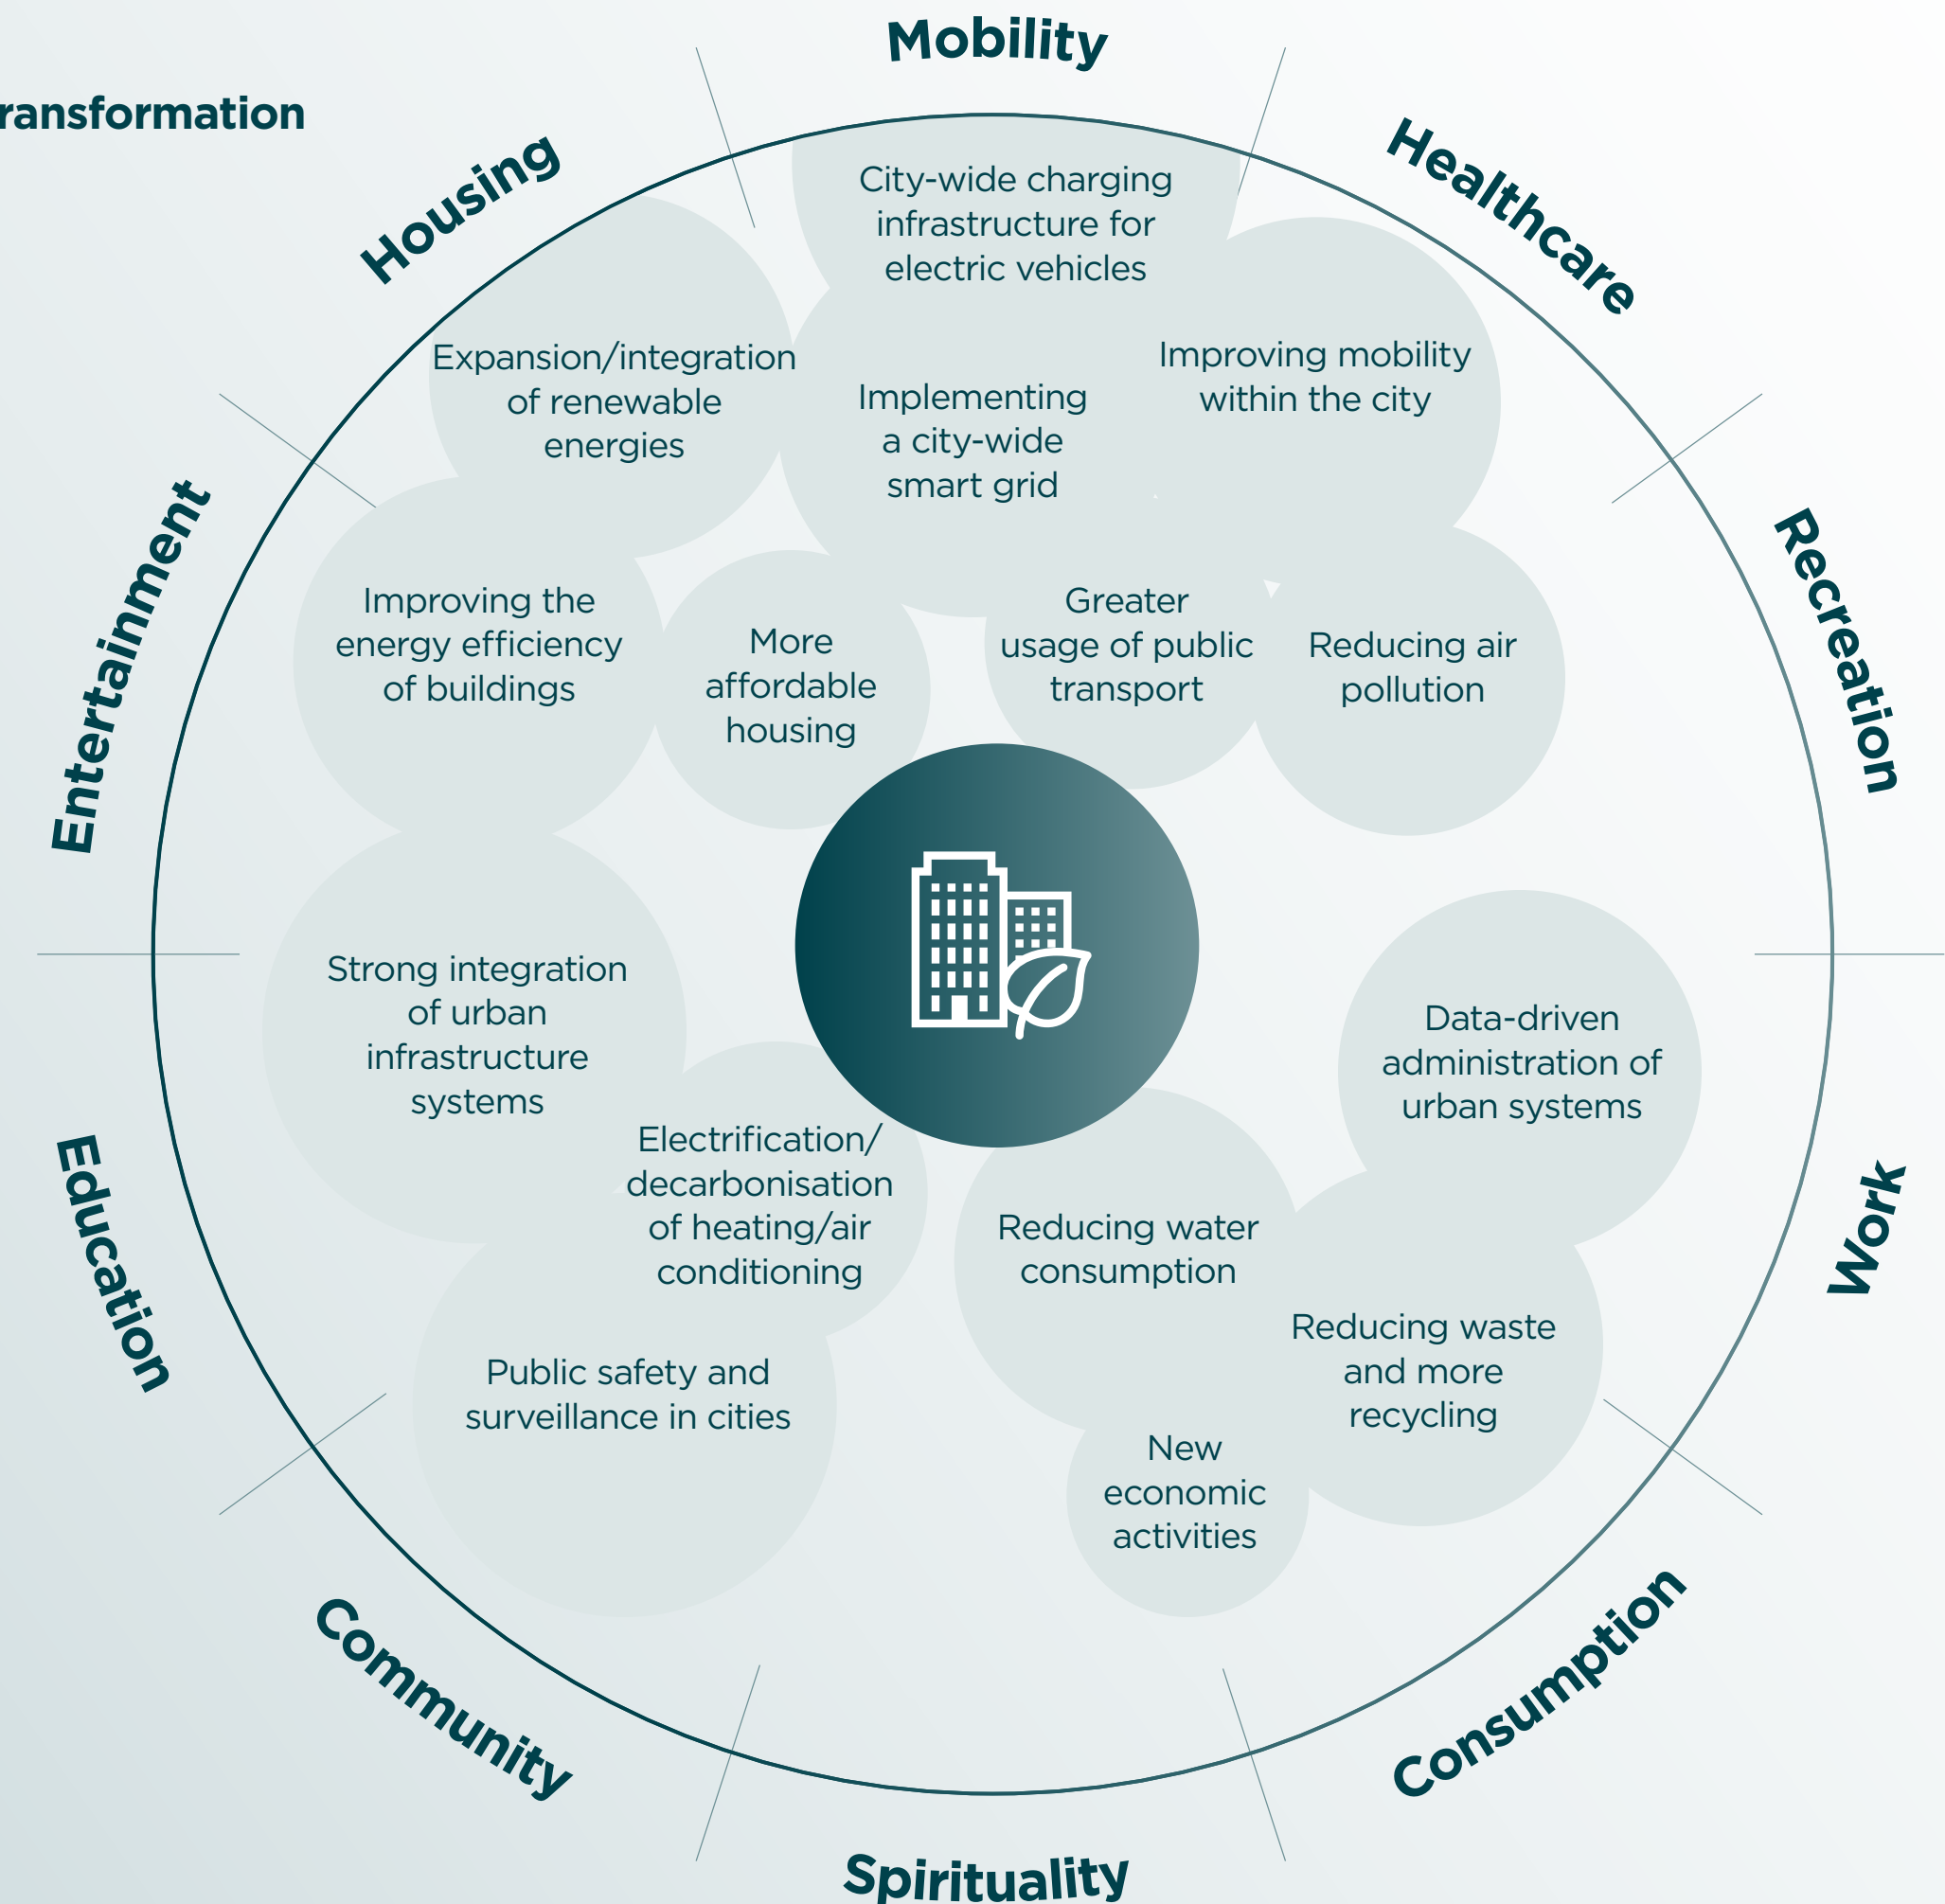 ransformation
Mobility
Housing
Healthcare
Entertainment
Recreation
Education
Work
Community
Consumption
Spirituality
City-wide charging
infrastructure for
electric vehicles
Expansion/integration
of renewable
energies
Implementing
a city-wide
smart grid
Improving mobility
within the city
Improving the
energy efficiency
of buildings
More
affordable
housing
Greater
usage of public
transport
Reducing air
pollution
Strong integration
of urban
infrastructure
systems
Data-driven
administration of
urban systems
Electrification/
decarbonisation
of heating/air
conditioning
Reducing water
consumption
Public safety and
surveillance in cities
Reducing waste
and more
recycling
New
economic
activities